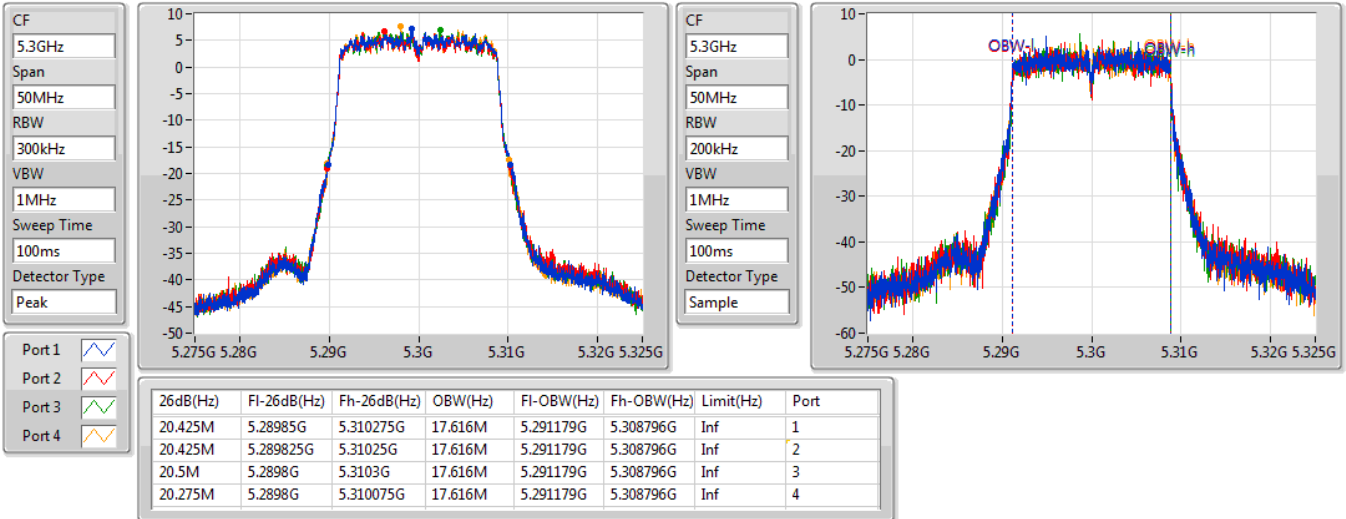 CF
5.3GHz
Span
50MHz
RBW
300kHz
VBW
1MHz
Sweep Time
100ms
Detector Type
Peak
10-
5-
0-
-5-
-10-
-15-
-20-
-25-
-30-
-35-
-40-
-45-
-50-
5.275G 5.28G 5.29G 5.3G 5.31G 5.32G 5.325G
CF
5.3GHz
Span
50MHz
RBW
200kHz
VBW
1MHz
Sweep Time
100ms
Detector Type
Sample
10-
0-
-10-
-20-
-30-
-40-
-50-
-60-
OBW-l OBW-h
5.275G 5.28G 5.29G 5.3G 5.31G 5.32G 5.325G
Port 1
Port 2
Port 3
Port 4
26dB(Hz) Fl-26dB(Hz) Fh-26dB(Hz) OBW(Hz) Fl-OBW(Hz) Fh-OBW(Hz) Limit(Hz) Port
20.425M 5.28985G 5.310275G 17.616M 5.291179G 5.308796G Inf 1
20.425M 5.289825G 5.31025G 17.616M 5.291179G 5.308796G Inf 2
20.5M 5.2898G 5.3103G 17.616M 5.291179G 5.308796G Inf 3
20.275M 5.2898G 5.310075G 17.616M 5.291179G 5.308796G Inf 4